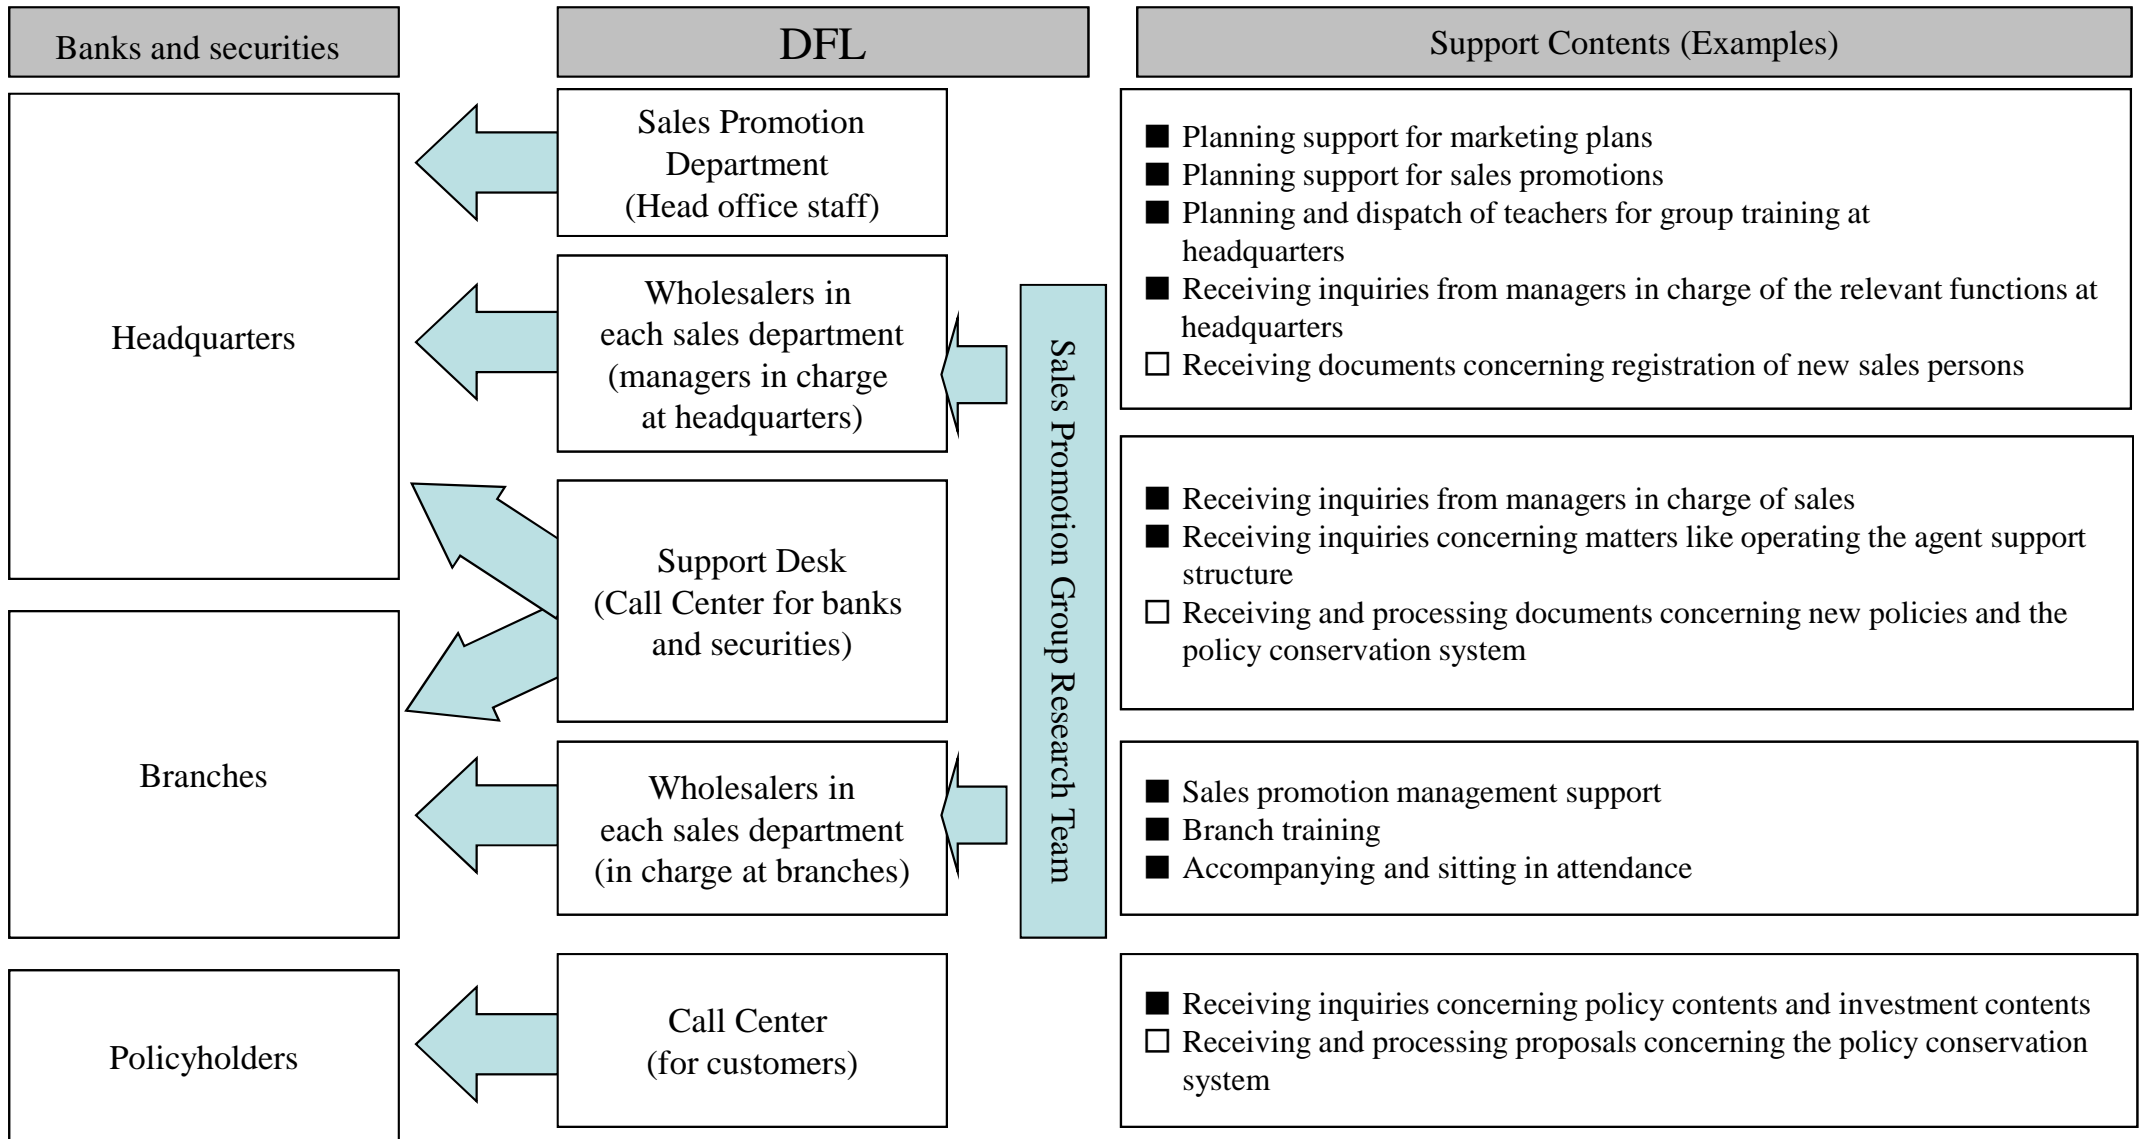 Banks and securities
DFL
Support Contents (Examples)
Headquarters
Branches
Policyholders
Sales Promotion
Department
(Head office staff)
Wholesalers in
each sales department
(managers in charge
at headquarters)
Support Desk
(Call Center for banks
and securities)
Wholesalers in
each sales department
(in charge at branches)
Call Center
(for customers)
Sales Promotion Group Research Team
■ Planning support for marketing plans
■ Planning support for sales promotions
■ Planning and dispatch of teachers for group training at
headquarters
■ Receiving inquiries from managers in charge of the relevant functions at
headquarters
□ Receiving documents concerning registration of new sales persons
■ Receiving inquiries from managers in charge of sales
■ Receiving inquiries concerning matters like operating the agent support
structure
□ Receiving and processing documents concerning new policies and the
policy conservation system
■ Sales promotion management support
■ Branch training
■ Accompanying and sitting in attendance
■ Receiving inquiries concerning policy contents and investment contents
□ Receiving and processing proposals concerning the policy conservation
system